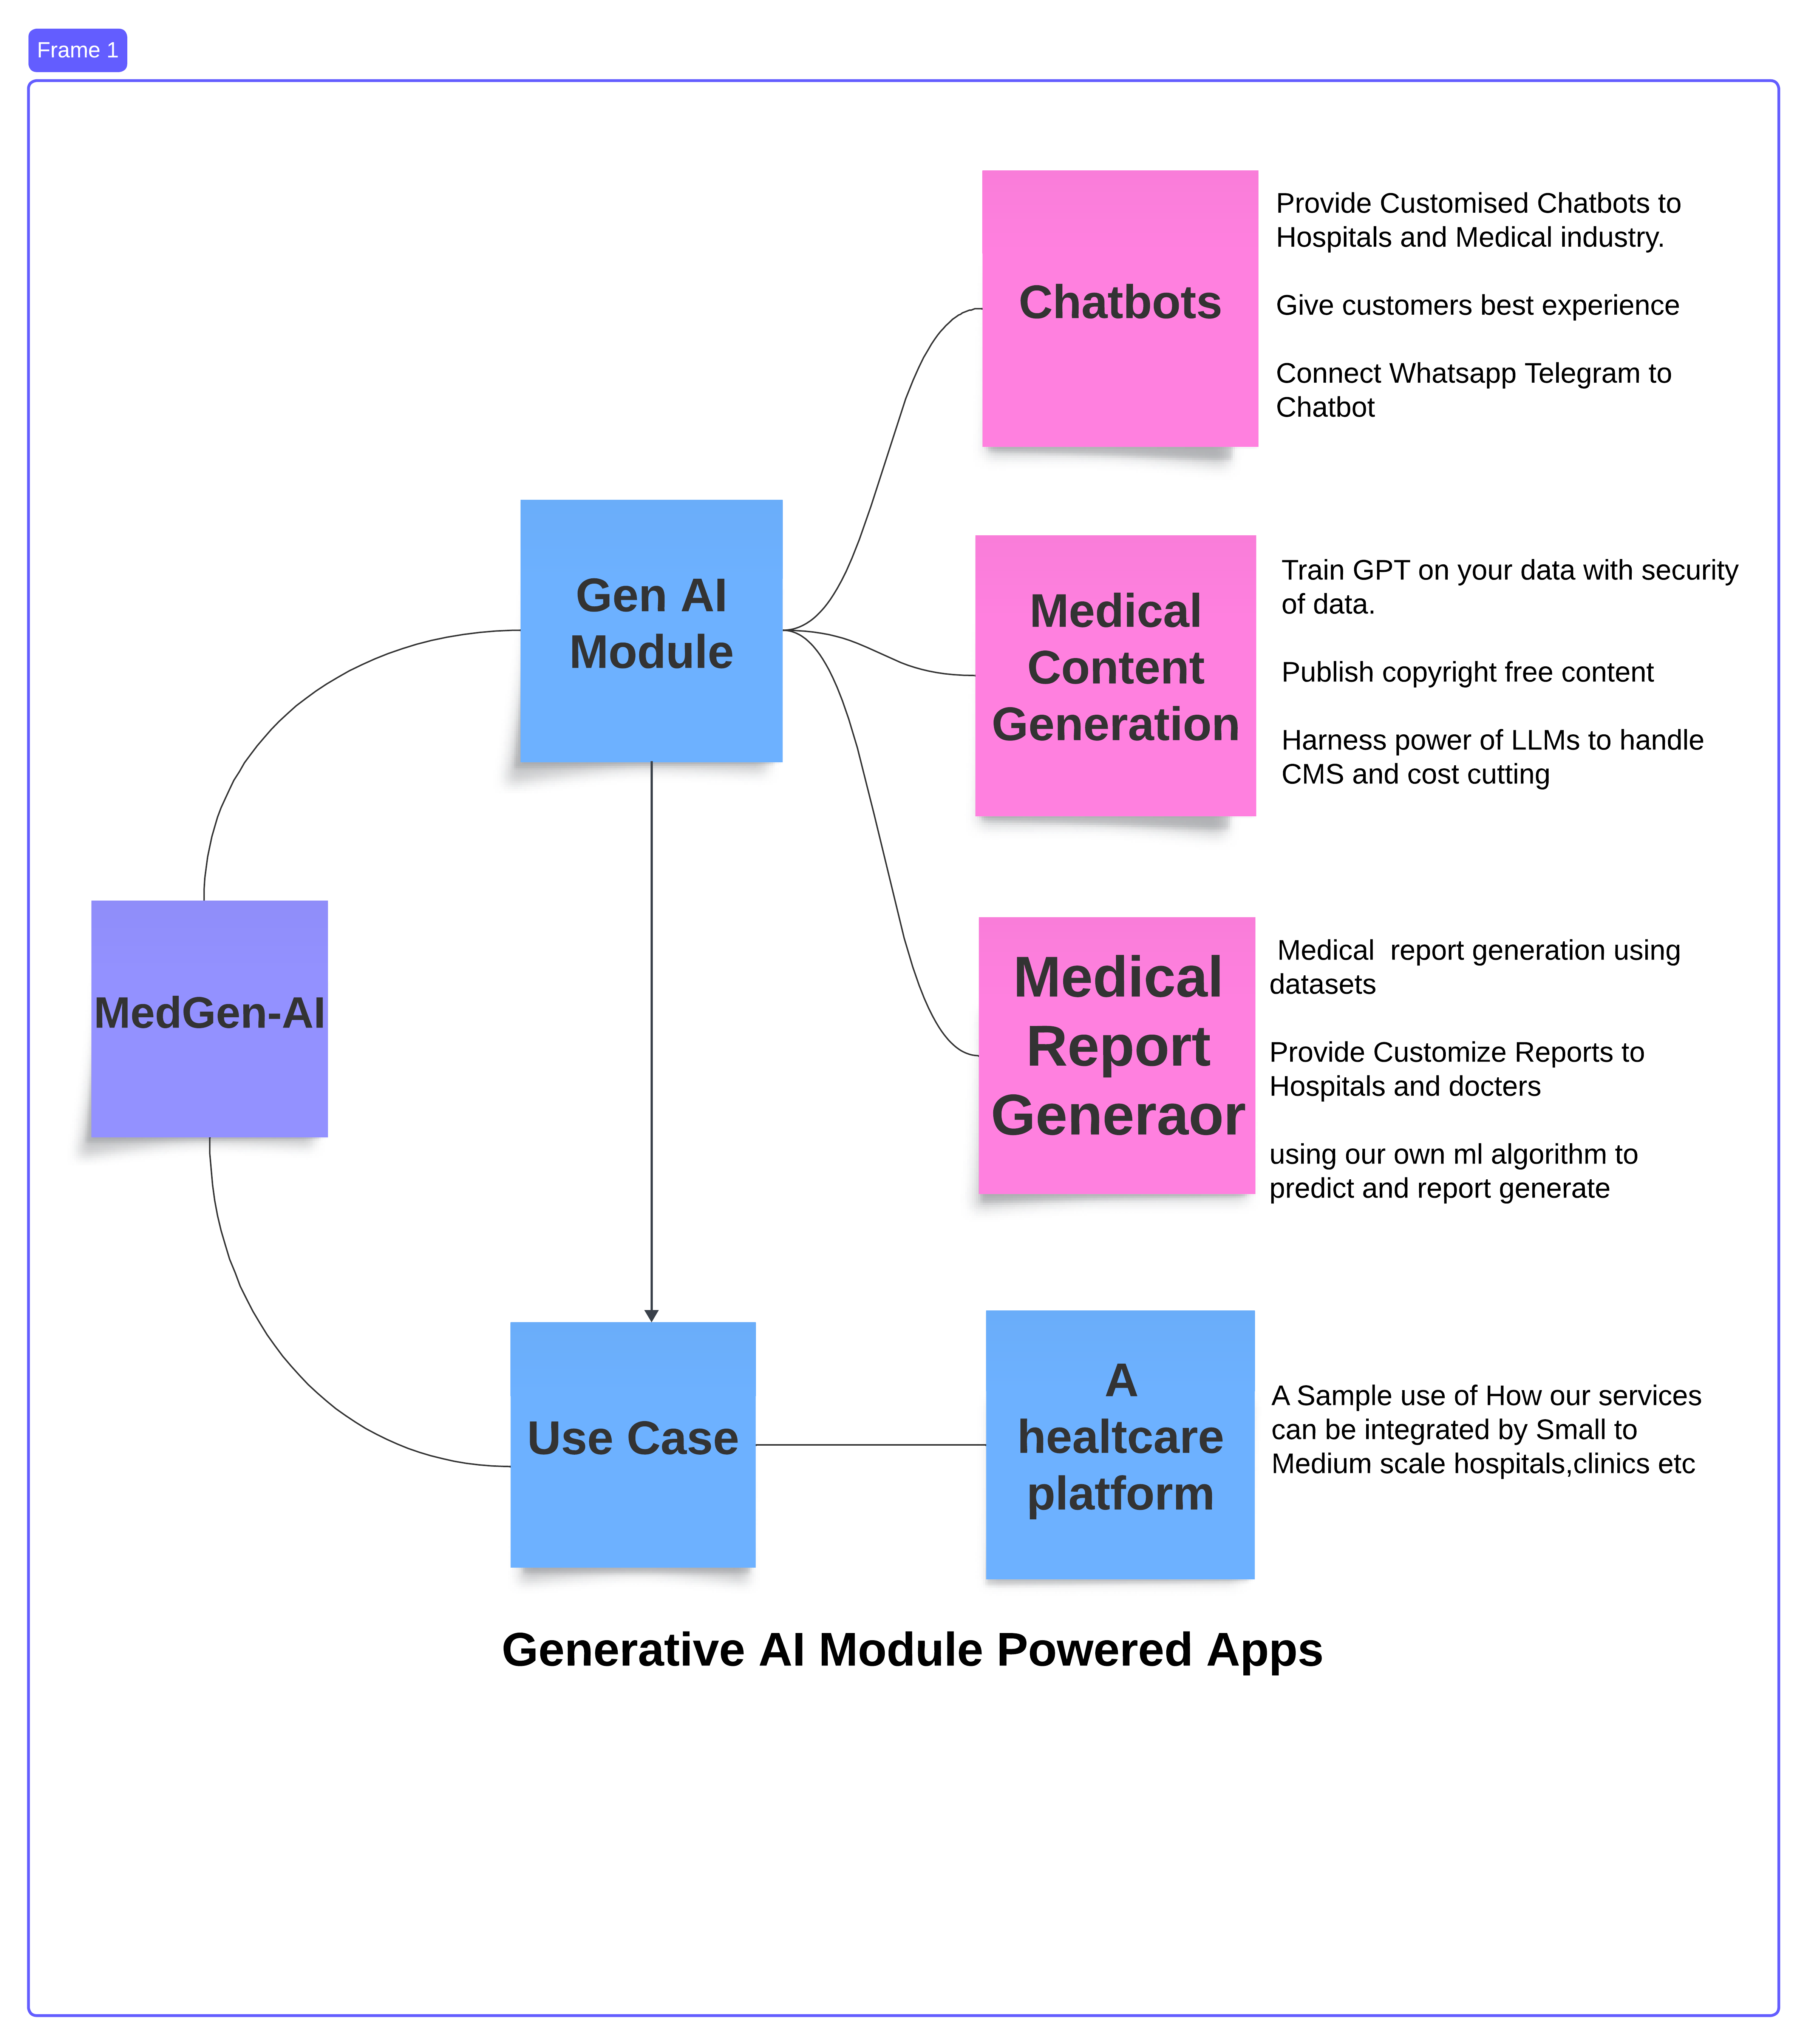 Frame 1
Chatbots
Provide Customised Chatbots to
Hospitals and Medical industry.
Give customers best experience
Connect Whatsapp Telegram to
Chatbot
Gen AI
Module
Medical
Content
Generation
Train GPT on your data with security
of data.
Publish copyright free content
Harness power of LLMs to handle
CMS and cost cutting
MedGen-AI
Medical
Report
Generaor
Medical  report generation using
datasets
Provide Customize Reports to
Hospitals and docters
using our own ml algorithm to
predict and report generate
Use Case
A
healtcare
platform
A Sample use of How our services
can be integrated by Small to
Medium scale hospitals,clinics etc
Generative AI Module Powered Apps